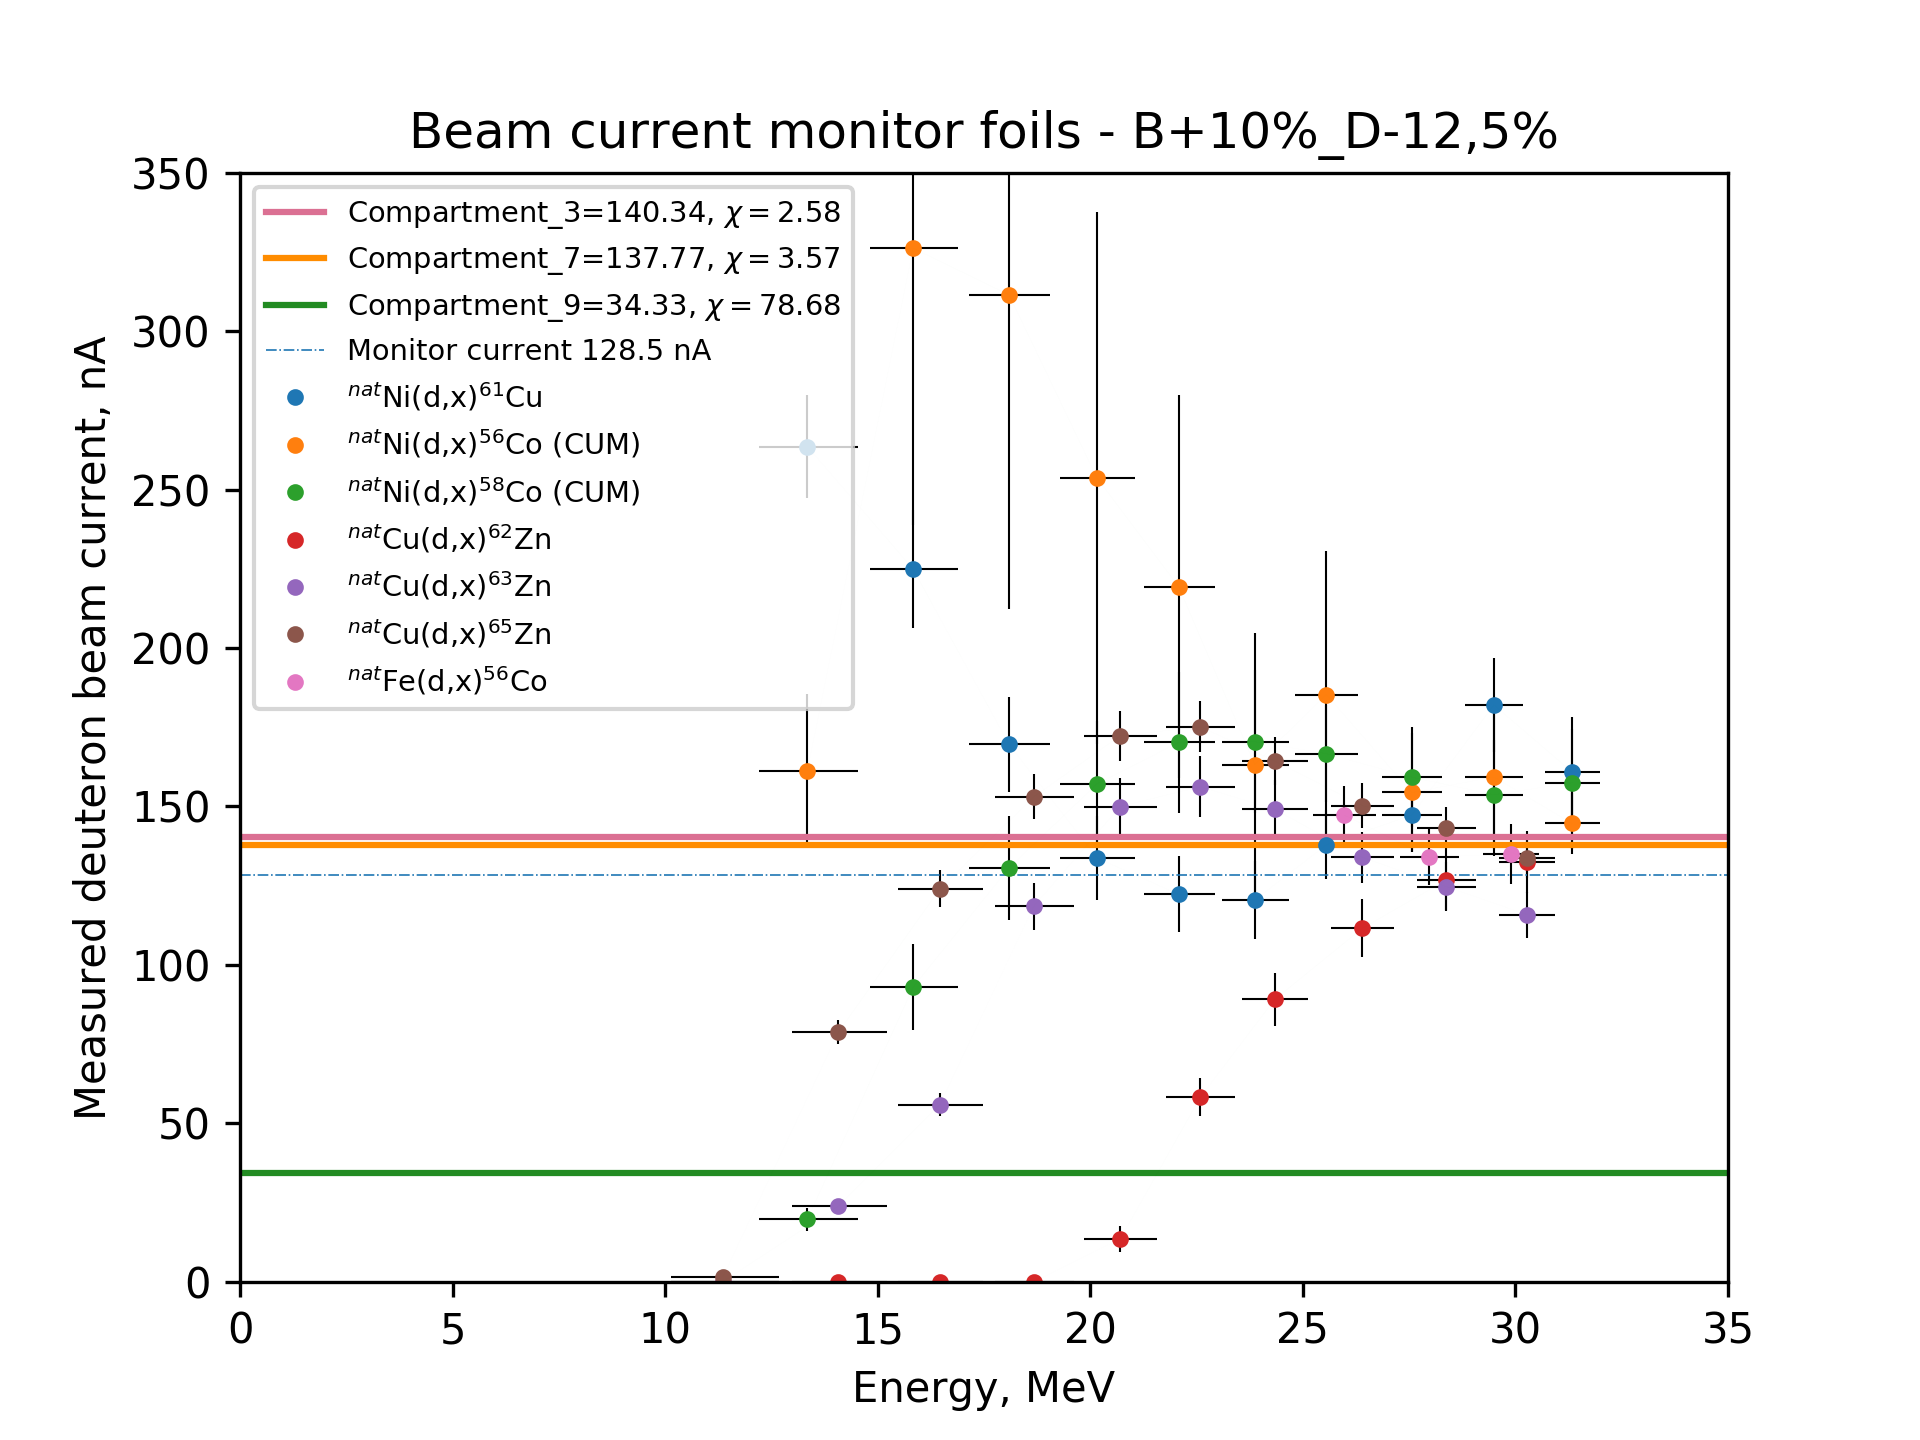 Beam current monitor foils - B+10%_D-12,5%
Measured deuteron beam current, nA
350
300
250
200
150
100
50
0
Compartment_3=140.34, χ = 2.58
Compartment_7=137.77, χ = 3.57
Compartment_9=34.33, χ = 78.68
Monitor current 128.5 nA
natNi(d,x)61Cu
natNi(d,x)56Co (CUM)
natNi(d,x)58Co (CUM)
natCu(d,x)62Zn
natCu(d,x)63Zn
natCu(d,x)65Zn
natFe(d,x)56Co
0 5 10 15 20 25 30 35
Energy, MeV